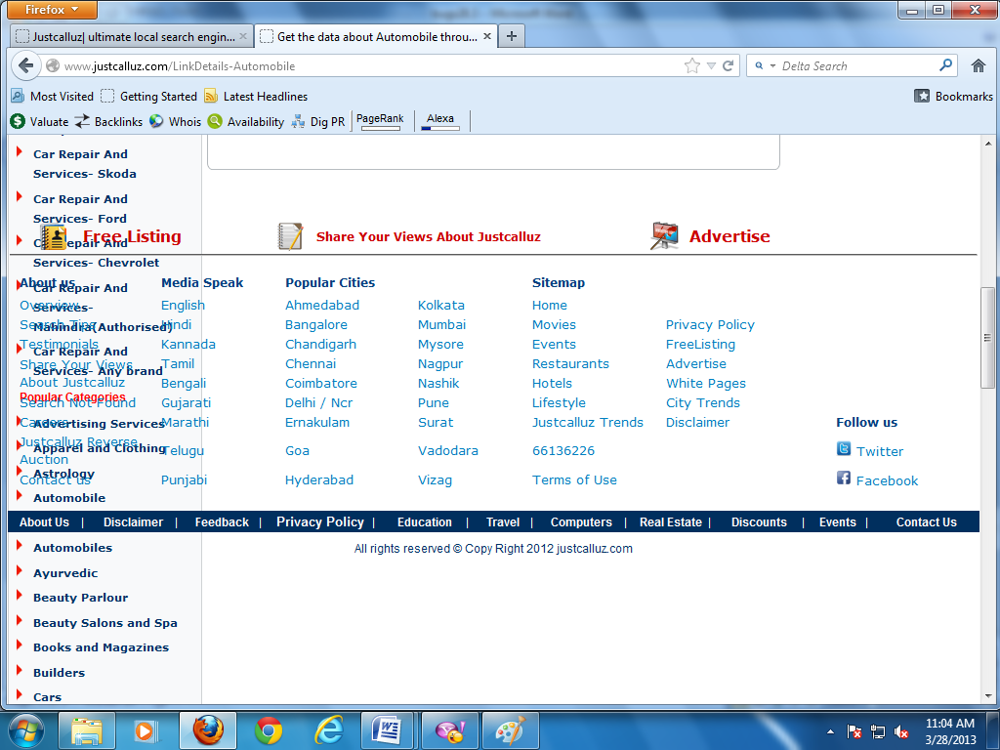 Firefox
Justcalluz| ultimate local search engin...
Get the data about Automobile throu...
www.justcalluz.com/LinkDetails-Automobile
Delta Search
Most Visited
Getting Started
Latest Headlines
Bookmarks
Valuate
Backlinks
Whois
Availability
Dig PR
PageRank
Alexa
Car Repair And
Services- Skoda
Car Repair And
Services- Ford
Car Repair And
Services- Chevrolet
Car Repair And
Services-
Mahindra(Authorised)
Car Repair And
Services- Any brand
Popular Categories
Advertising Services
Apparel and Clothing
Astrology
Automobile
Automobiles
Ayurvedic
Beauty Parlour
Beauty Salons and Spa
Books and Magazines
Builders
Cars
Free Listing
Share Your Views About Justcalluz
Advertise
About us
Overview
Search Tips
Testimonials
Share Your Views
About Justcalluz
Search Not Found
Careers
Justcalluz Reverse
Auction
Contact us
Media Speak
English
Hindi
Kannada
Tamil
Bengali
Gujarati
Marathi
Telugu
Punjabi
Popular Cities
Ahmedabad
Bangalore
Chandigarh
Chennai
Coimbatore
Delhi / Ncr
Ernakulam
Goa
Hyderabad
Kolkata
Mumbai
Mysore
Nagpur
Nashik
Pune
Surat
Vadodara
Vizag
Sitemap
Home
Movies
Events
Restaurants
Hotels
Lifestyle
Justcalluz Trends
66136226
Terms of Use
Privacy Policy
FreeListing
Advertise
White Pages
City Trends
Disclaimer
Follow us
Twitter
Facebook
About Us | Disclaimer | Feedback | Privacy Policy | Education | Travel | Computers | Real Estate | Discounts | Events | Contact Us
All rights reserved © Copy Right 2012 justcalluz.com
11:04 AM
3/28/2013